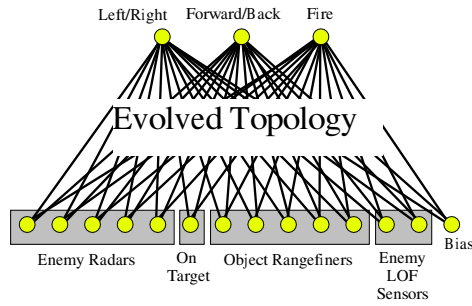 Left/Right Forward/Back Fire
Evolved Topology
Enemy Radars
On
Target
Object Rangefiners
Enemy
LOF
Sensors
Bias